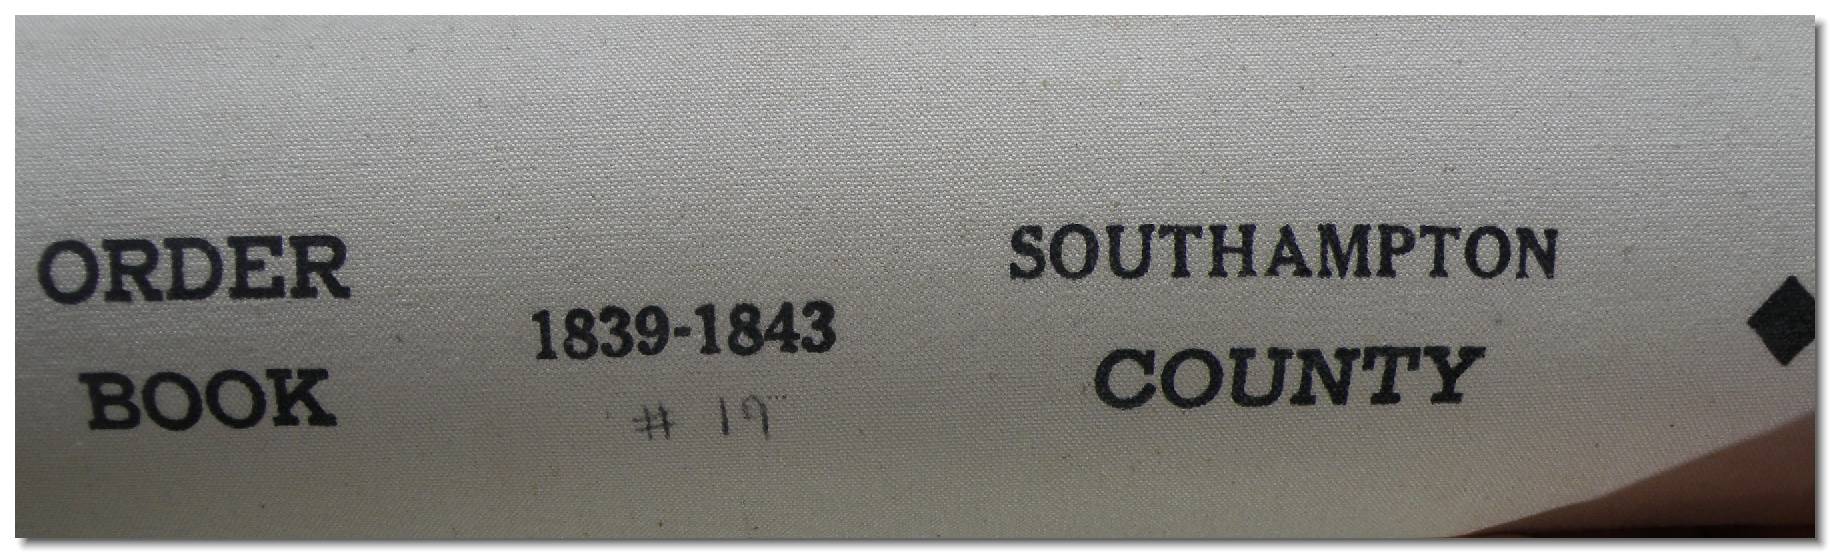 ORDER
BOOK
1839-1843
# 19
SOUTHAMPTON
COUNTY